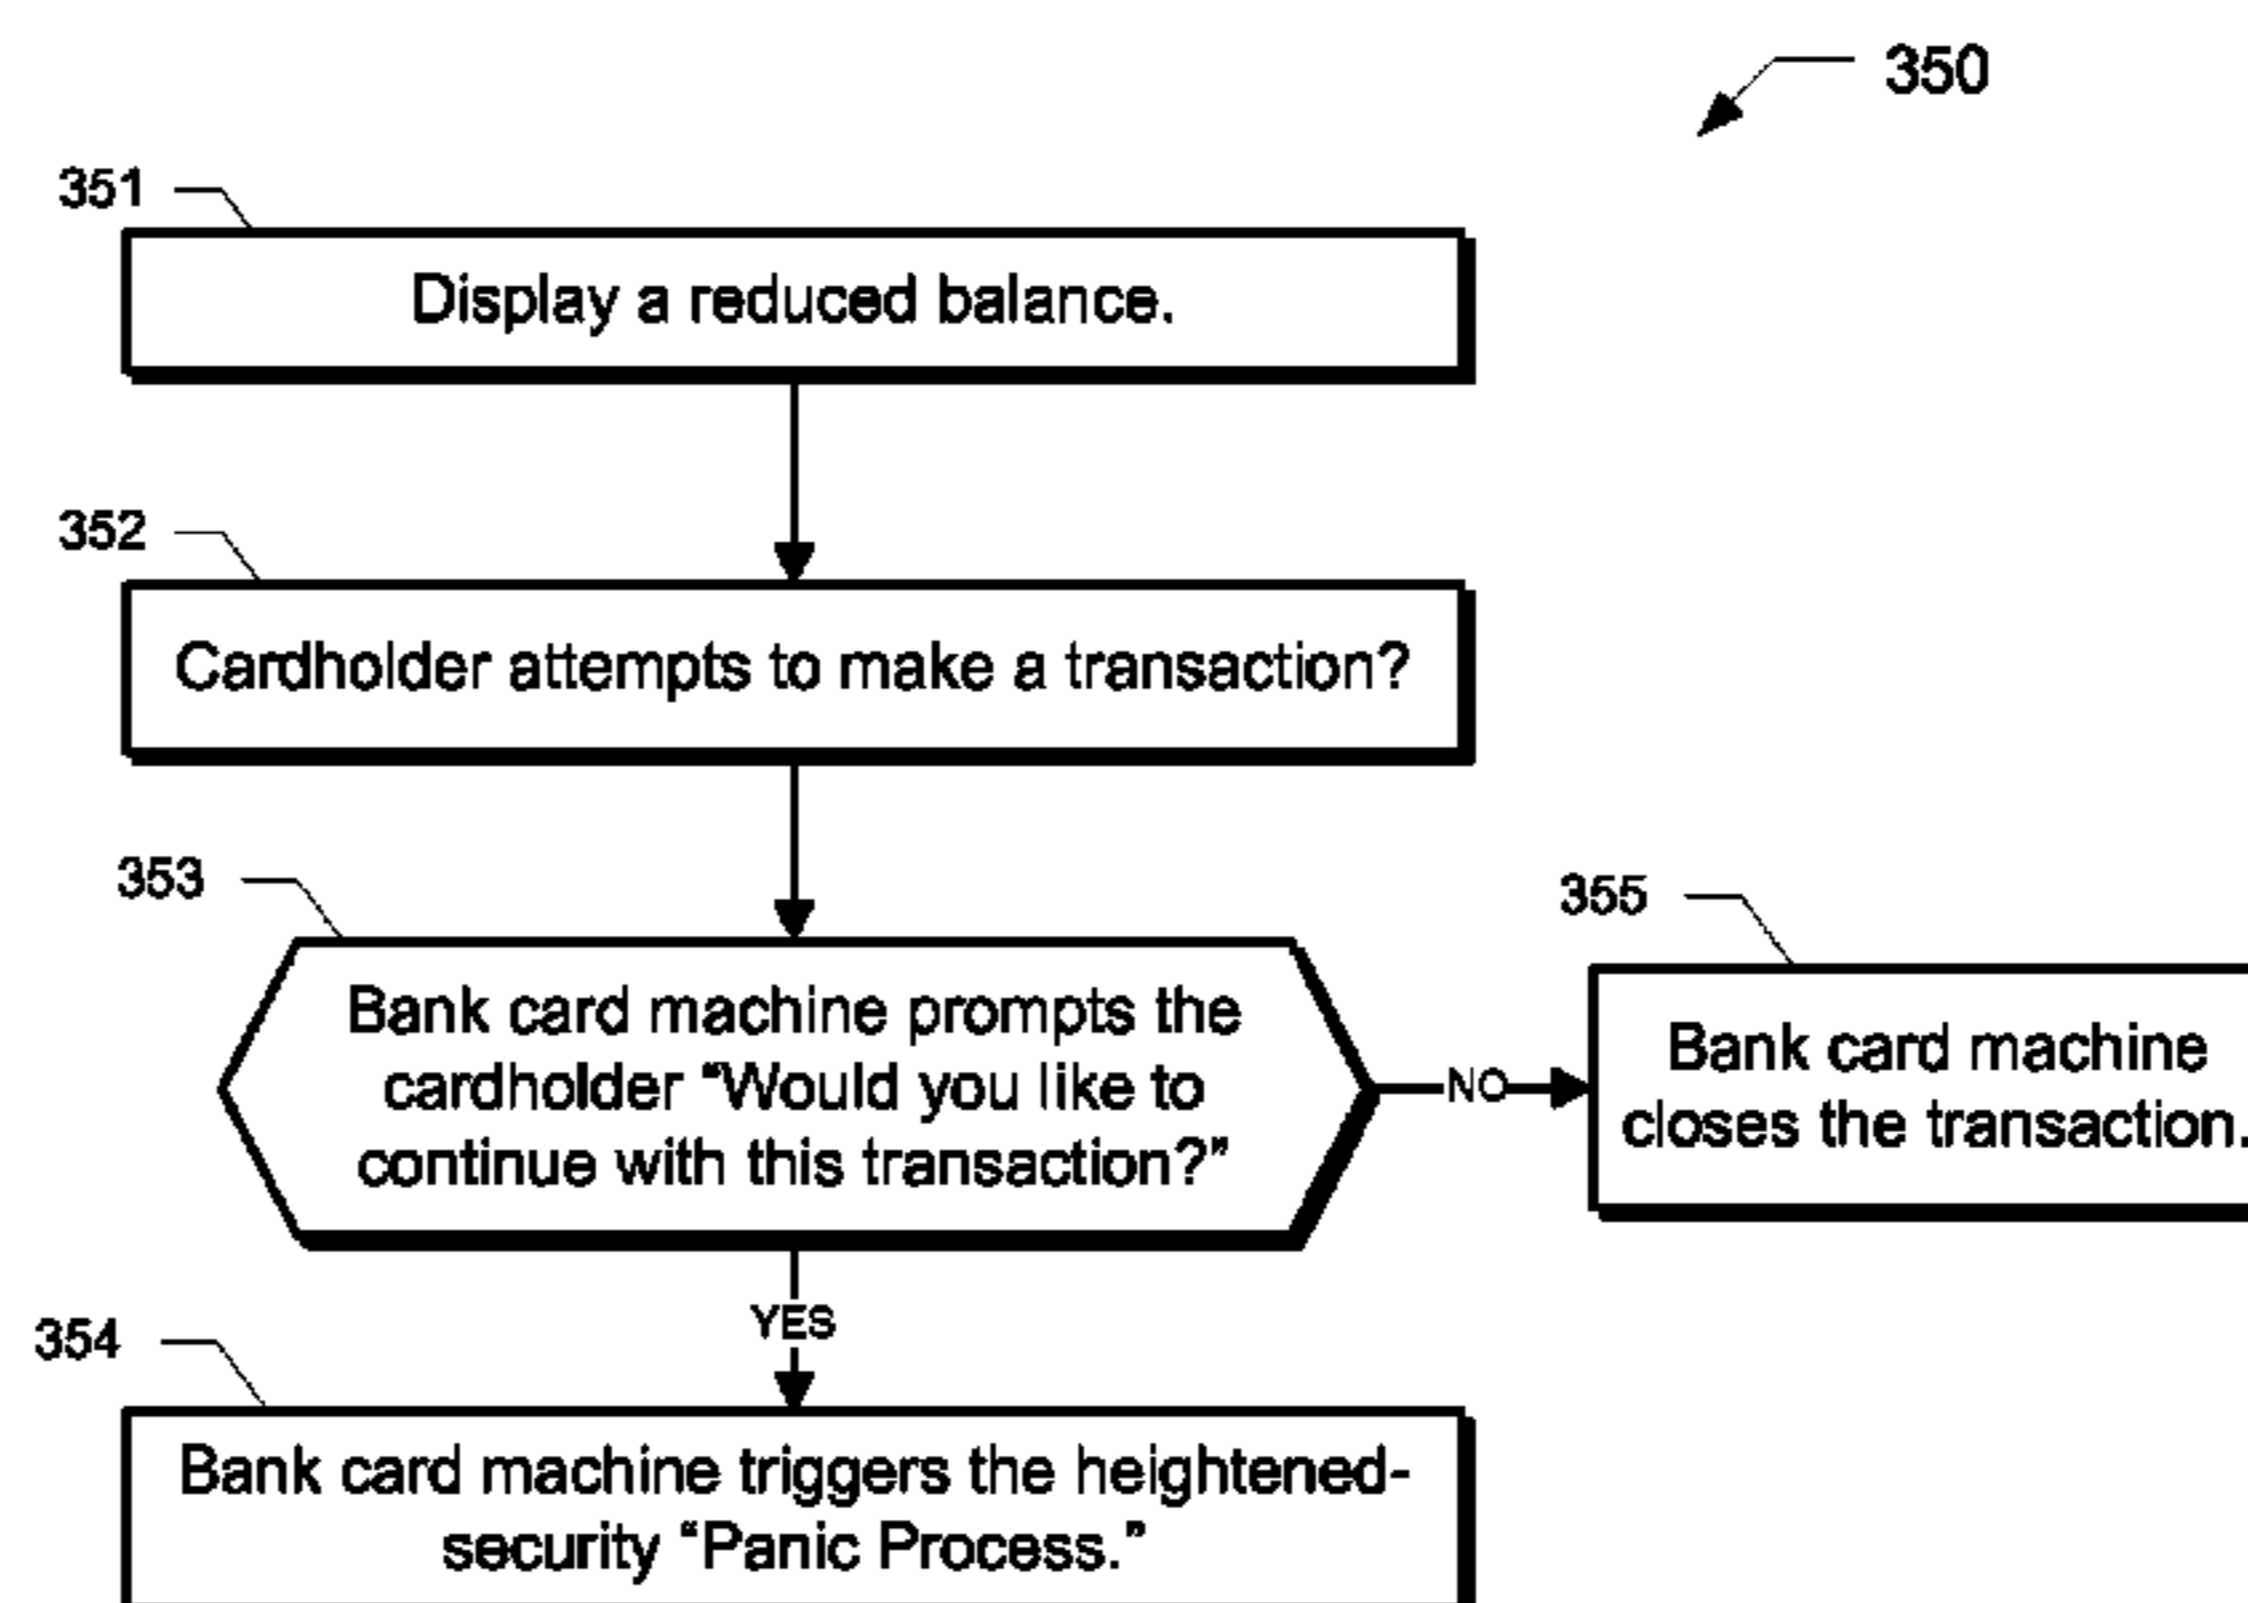 350
351
Display a reduced balance.
352
Cardholder attempts to make a transaction?
353
Bank card machine prompts the
cardholder “Would you like to
continue with this transaction?”
NO
355
Bank card machine
closes the transaction.
YES
354
Bank card machine triggers the heightened-
security “Panic Process.”